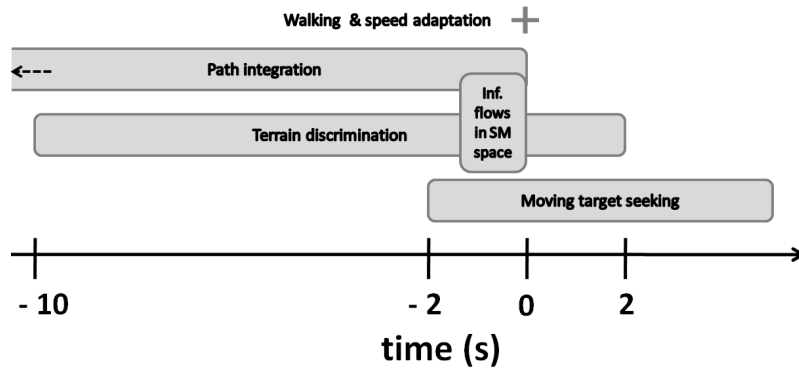 Walking & speed adaptation
Path integration
Inf.
flows
in SM
space
Terrain discrimination
Moving target seeking
- 10
- 2
0
2
time (s)